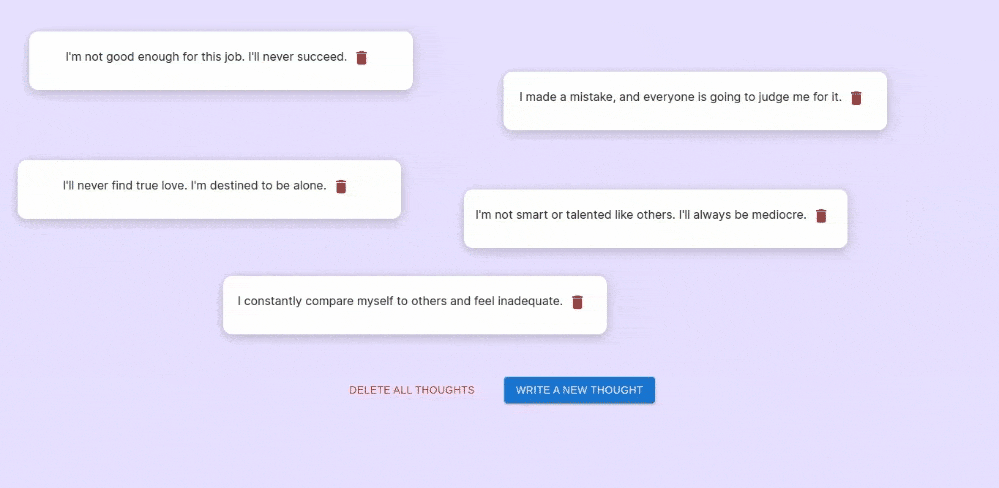 I'm not good enough for this job. I'll never succeed.
I made a mistake, and everyone is going to judge me for it.
I'll never find true love. I'm destined to be alone.
I'm not smart or talented like others. I'll always be mediocre.
I constantly compare myself to others and feel inadequate.
DELETE ALL THOUGHTS
WRITE A NEW THOUGHT